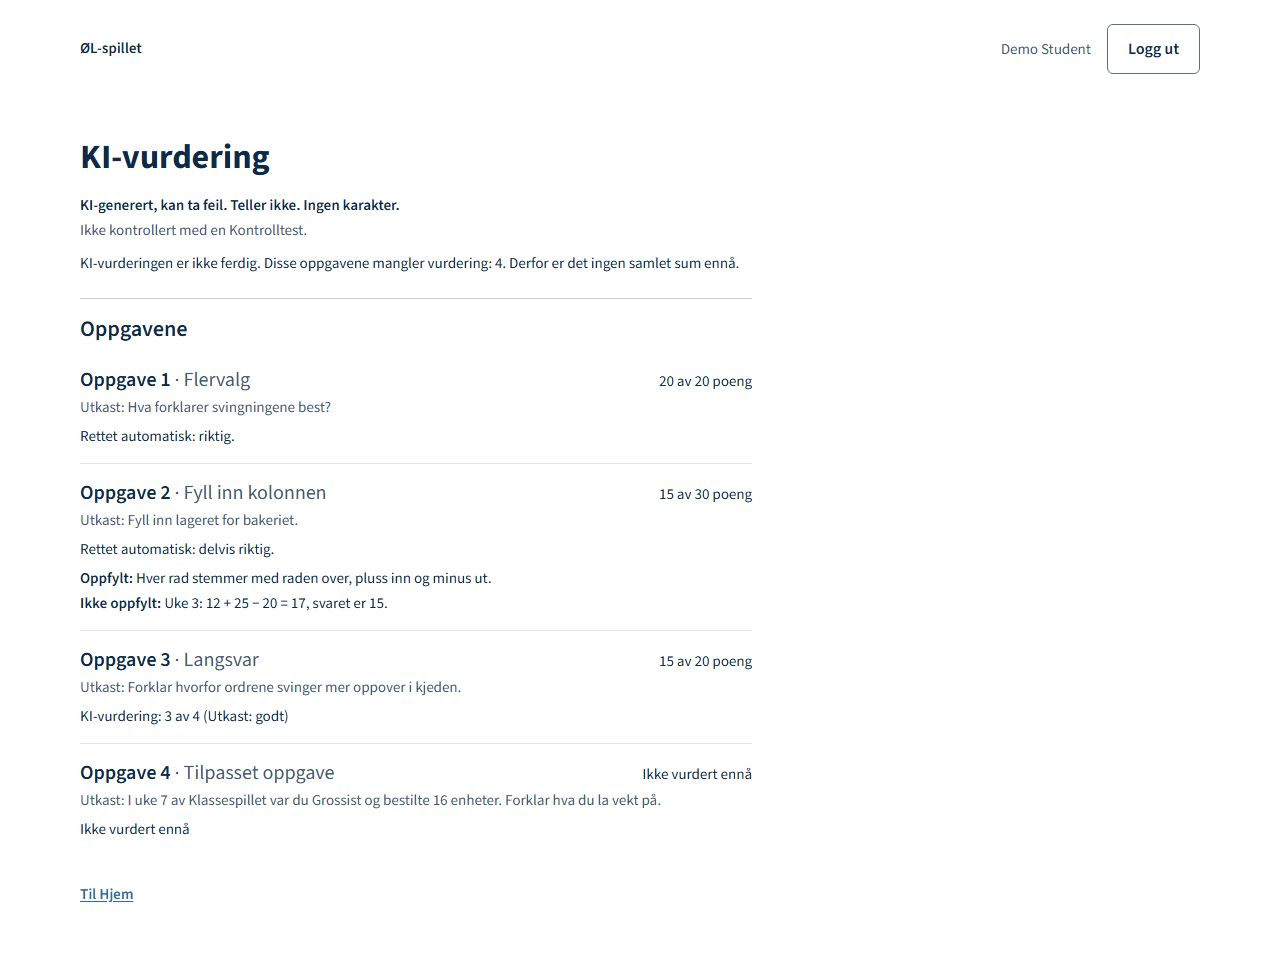 ØL-spillet
Demo Student
Logg ut
KI-vurdering
KI-generert, kan ta feil. Teller ikke. Ingen karakter.
Ikke kontrollert med en Kontrolltest.
KI-vurderingen er ikke ferdig. Disse oppgavene mangler vurdering: 4. Derfor er det ingen samlet sum ennå.
Oppgavene
Oppgave 1 · Flervalg
20 av 20 poeng
Utkast: Hva forklarer svingningene best?
Rettet automatisk: riktig.
Oppgave 2 · Fyll inn kolonnen
15 av 30 poeng
Utkast: Fyll inn lageret for bakeriet.
Rettet automatisk: delvis riktig.
Oppfylt: Hver rad stemmer med raden over, pluss inn og minus ut.
Ikke oppfylt: Uke 3: 12 + 25 − 20 = 17, svaret er 15.
Oppgave 3 · Langsvar
15 av 20 poeng
Utkast: Forklar hvorfor ordrene svinger mer oppover i kjeden.
KI-vurdering: 3 av 4 (Utkast: godt)
Oppgave 4 · Tilpasset oppgave
Ikke vurdert ennå
Utkast: I uke 7 av Klassespillet var du Grossist og bestilte 16 enheter. Forklar hva du la vekt på.
Ikke vurdert ennå
Til Hjem